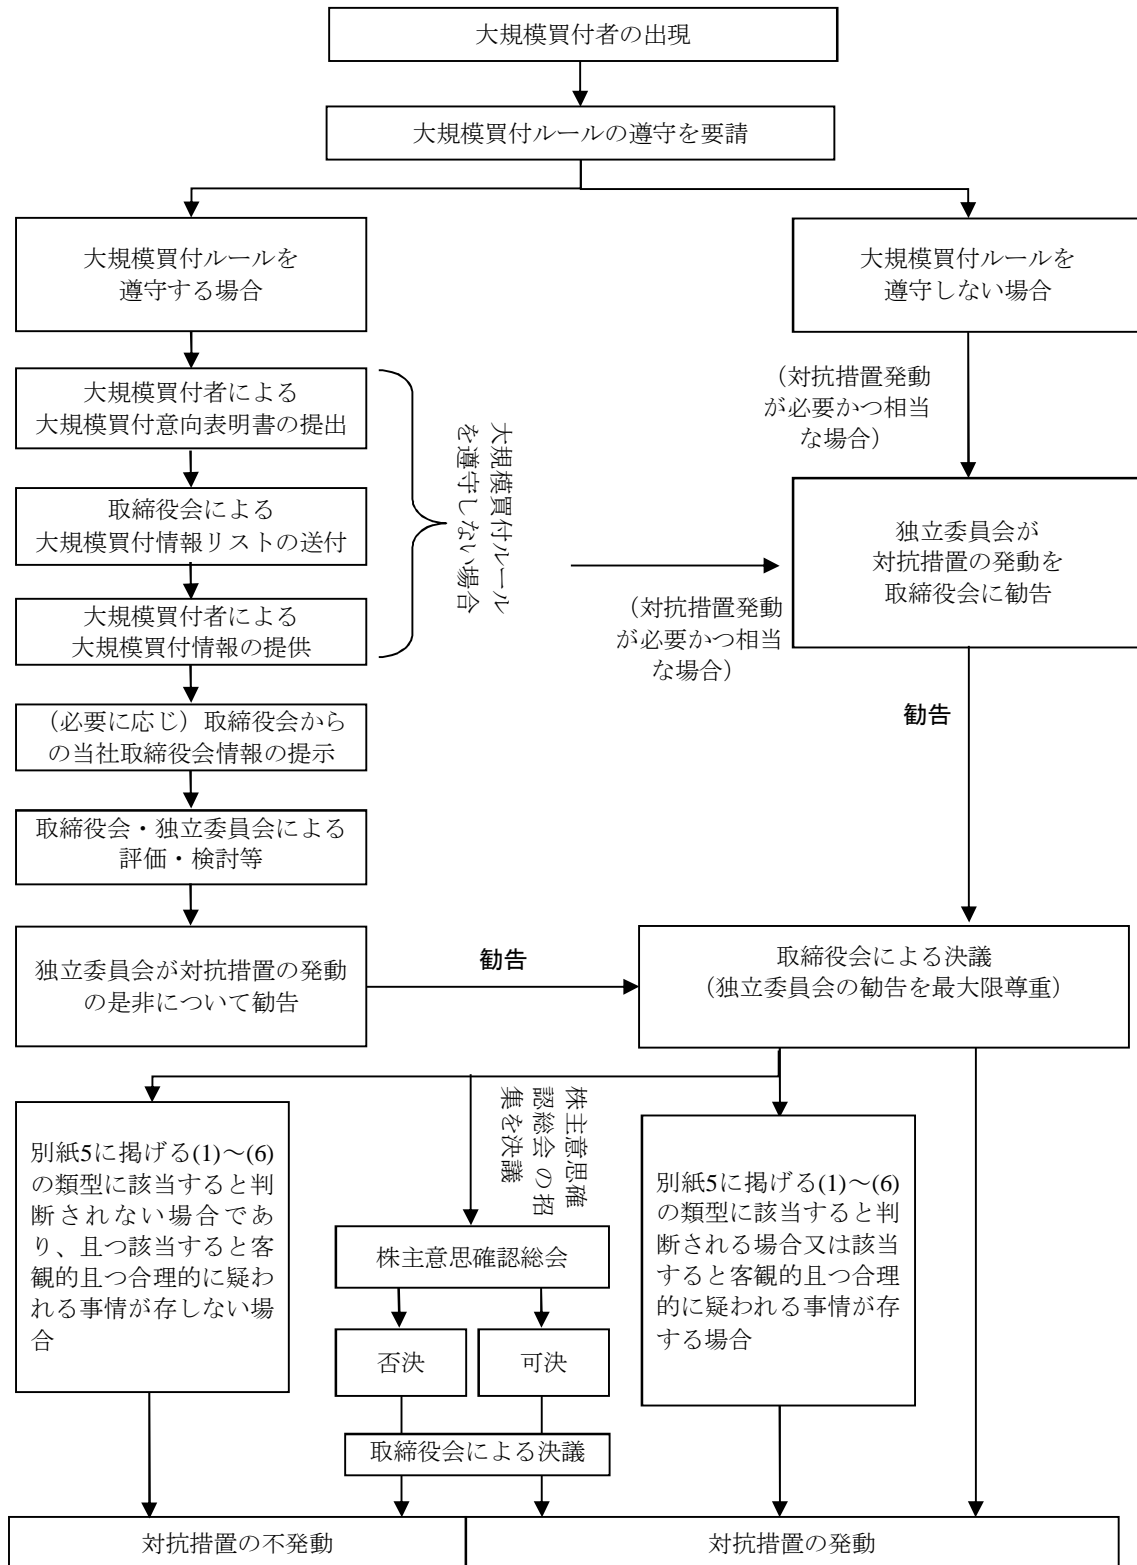 大規模買付者の出現
大規模買付ルールの遵守を要請
大規模買付ルールを
遵守する場合
大規模買付ルールを
遵守しない場合
大規模買付者による
大規模買付意向表明書の提出
取締役会による
大規模買付情報リストの送付
大規模買付者による
大規模買付情報の提供
大規模買付ルール
を遵守しない場合
（対抗措置発動
が必要かつ相当
な場合）
（対抗措置発動
が必要かつ相当
な場合）
独立委員会が
対抗措置の発動を
取締役会に勧告
勧告
（必要に応じ）取締役会から
の当社取締役会情報の提示
取締役会・独立委員会による
評価・検討等
独立委員会が対抗措置の発動
の是非について勧告
勧告
取締役会による決議
（独立委員会の勧告を最大限尊重）
別紙5に掲げる(1)～(6)
の類型に該当すると判
断されない場合であ
り、且つ該当すると客
観的且つ合理的に疑わ
れる事情が存しない場
合
株主意思確
認総会の招
集を決議
株主意思確認総会
否決
可決
取締役会による決議
別紙5に掲げる(1)～(6)
の類型に該当すると判
断される場合又は該当
すると客観的且つ合理
的に疑われる事情が存
する場合
対抗措置の不発動
対抗措置の発動